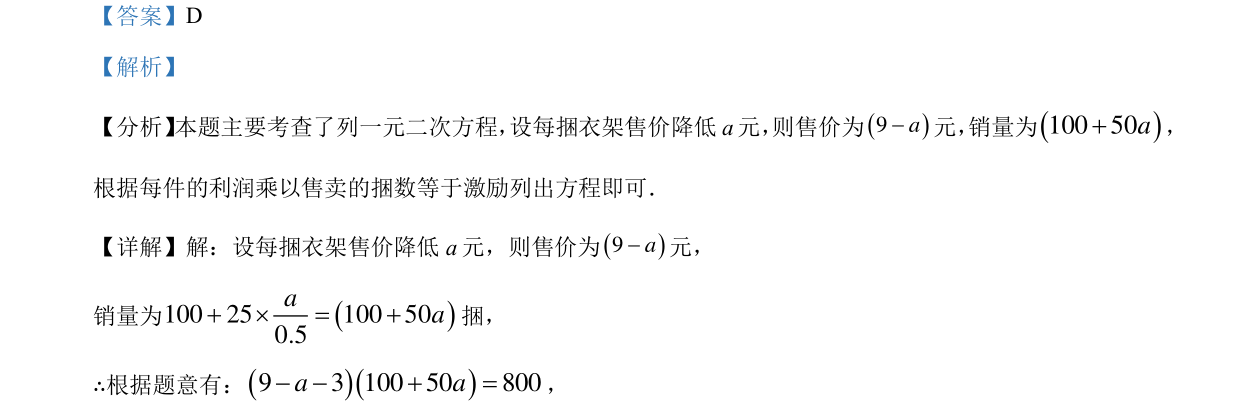 【答案】D
【解析】
【分析】本题主要考查了列一元二次方程,设每捆衣架售价降低 a 元,则售价为(9－a)元,销量为(100+50a),
根据每件的利润乘以售卖的捆数等于激励列出方程即可.
【详解】解：设每捆衣架售价降低 a 元，则售价为(9－a)元，
销量为100+25×a/0.5=(100+50a)捆，
∴根据题意有：(9－a－3)(100+50a)=800，